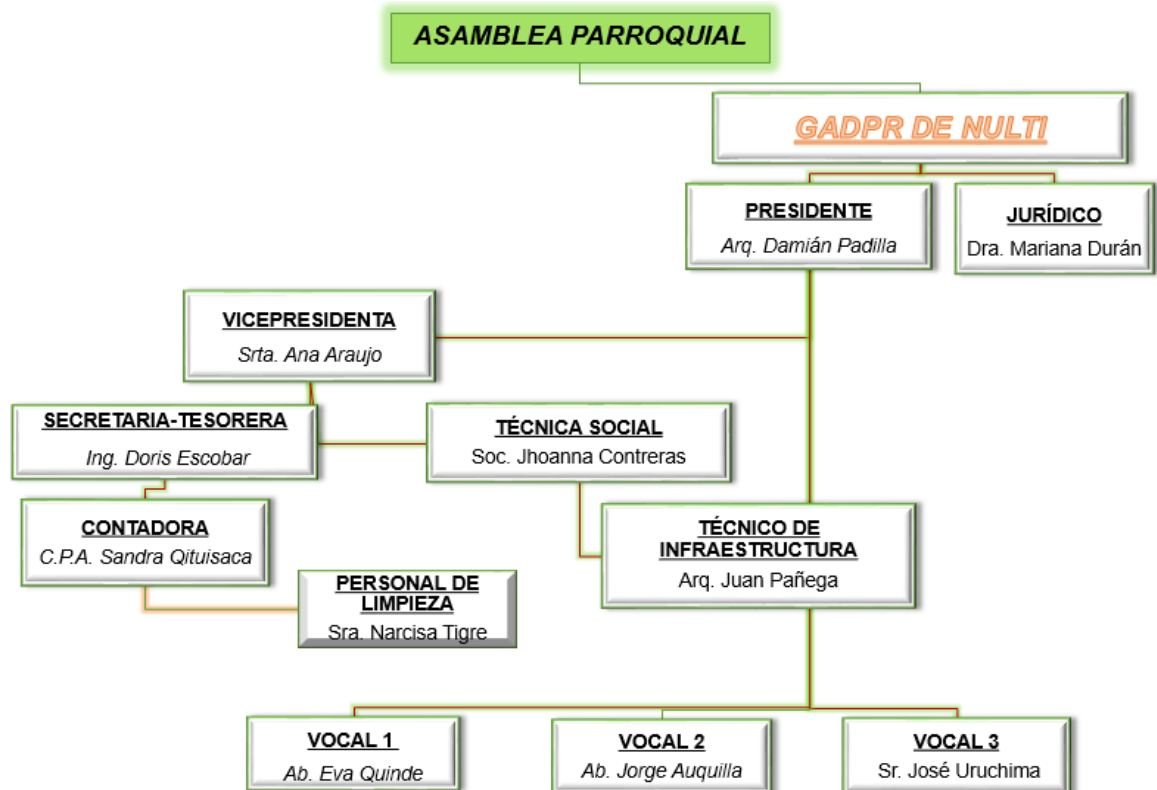 ASAMBLEA PARROQUIAL
GADPR DE NULTI
PRESIDENTE
Arq. Damián Padilla
JURÍDICO
Dra. Mariana Durán
VICEPRESIDENTA
Srta. Ana Araujo
SECRETARIA-TESORERA
Ing. Doris Escobar
TÉCNICA SOCIAL
Soc. Jhoanna Contreras
CONTADORA
C.P.A. Sandra Qituisaca
TÉCNICO DE
INFRAESTRUCTURA
Arq. Juan Pañega
PERSONAL DE
LIMPIEZA
Sra. Narcisa Tigre
VOCAL 1
Ab. Eva Quinde
VOCAL 2
Ab. Jorge Auquilla
VOCAL 3
Sr. José Uruchima